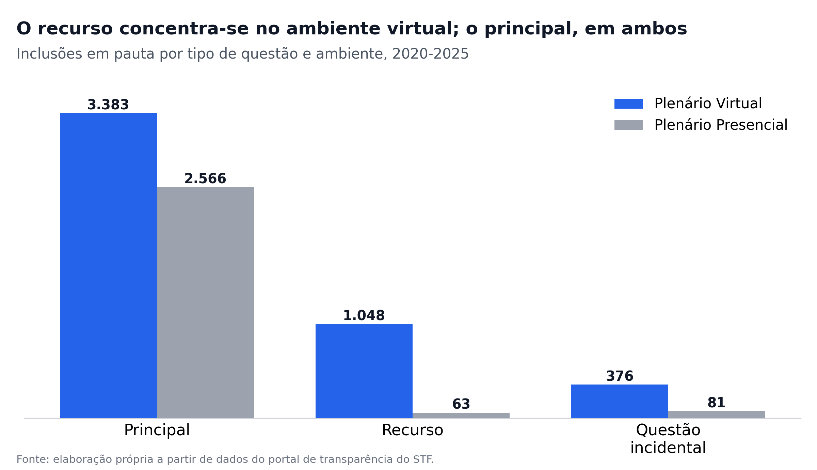 O recurso concentra-se no ambiente virtual; o principal, em ambos
Inclusões em pauta por tipo de questão e ambiente, 2020-2025
Plenário Virtual
Plenário Presencial
3.383
2.566
1.048
63
376
81
Principal
Recurso
Questão
incidental
Fonte: elaboração própria a partir de dados do portal de transparência do STF.